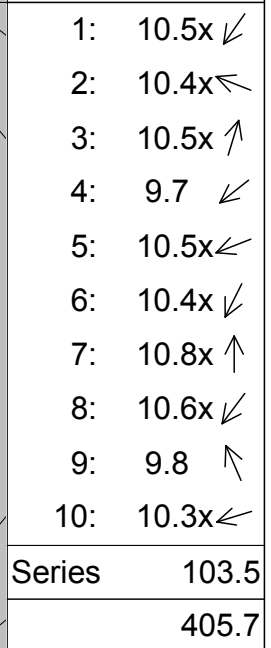 1: 10.5x ↙
2: 10.4x ↖
3: 10.5x ↑
4: 9.7 ↙
5: 10.5x ↙
6: 10.4x ↙
7: 10.8x ↑
8: 10.6x ↙
9: 9.8 ↖
10: 10.3x ↙
Series 103.5
405.7